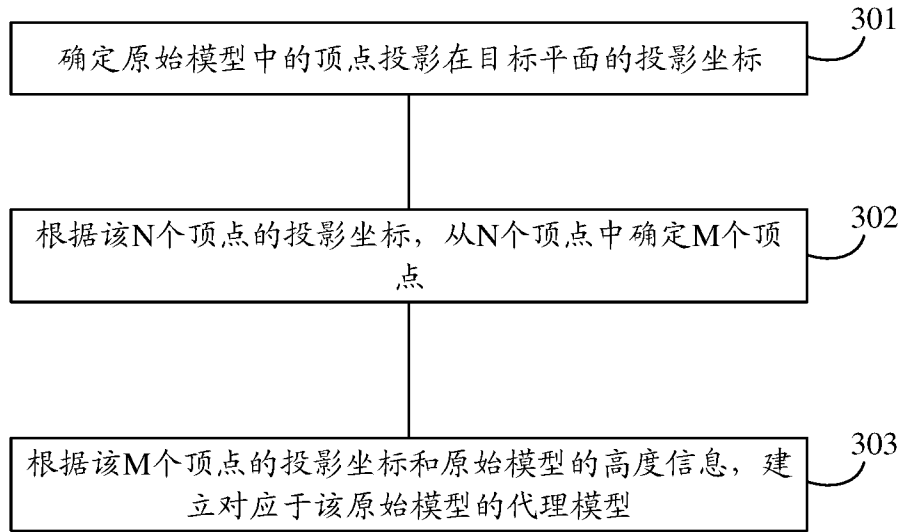 301
确定原始模型中的顶点投影在目标平面的投影坐标
302
根据该N个顶点的投影坐标，从N个顶点中确定M个顶
点
303
根据该M个顶点的投影坐标和原始模型的高度信息，建
立对应于该原始模型的代理模型